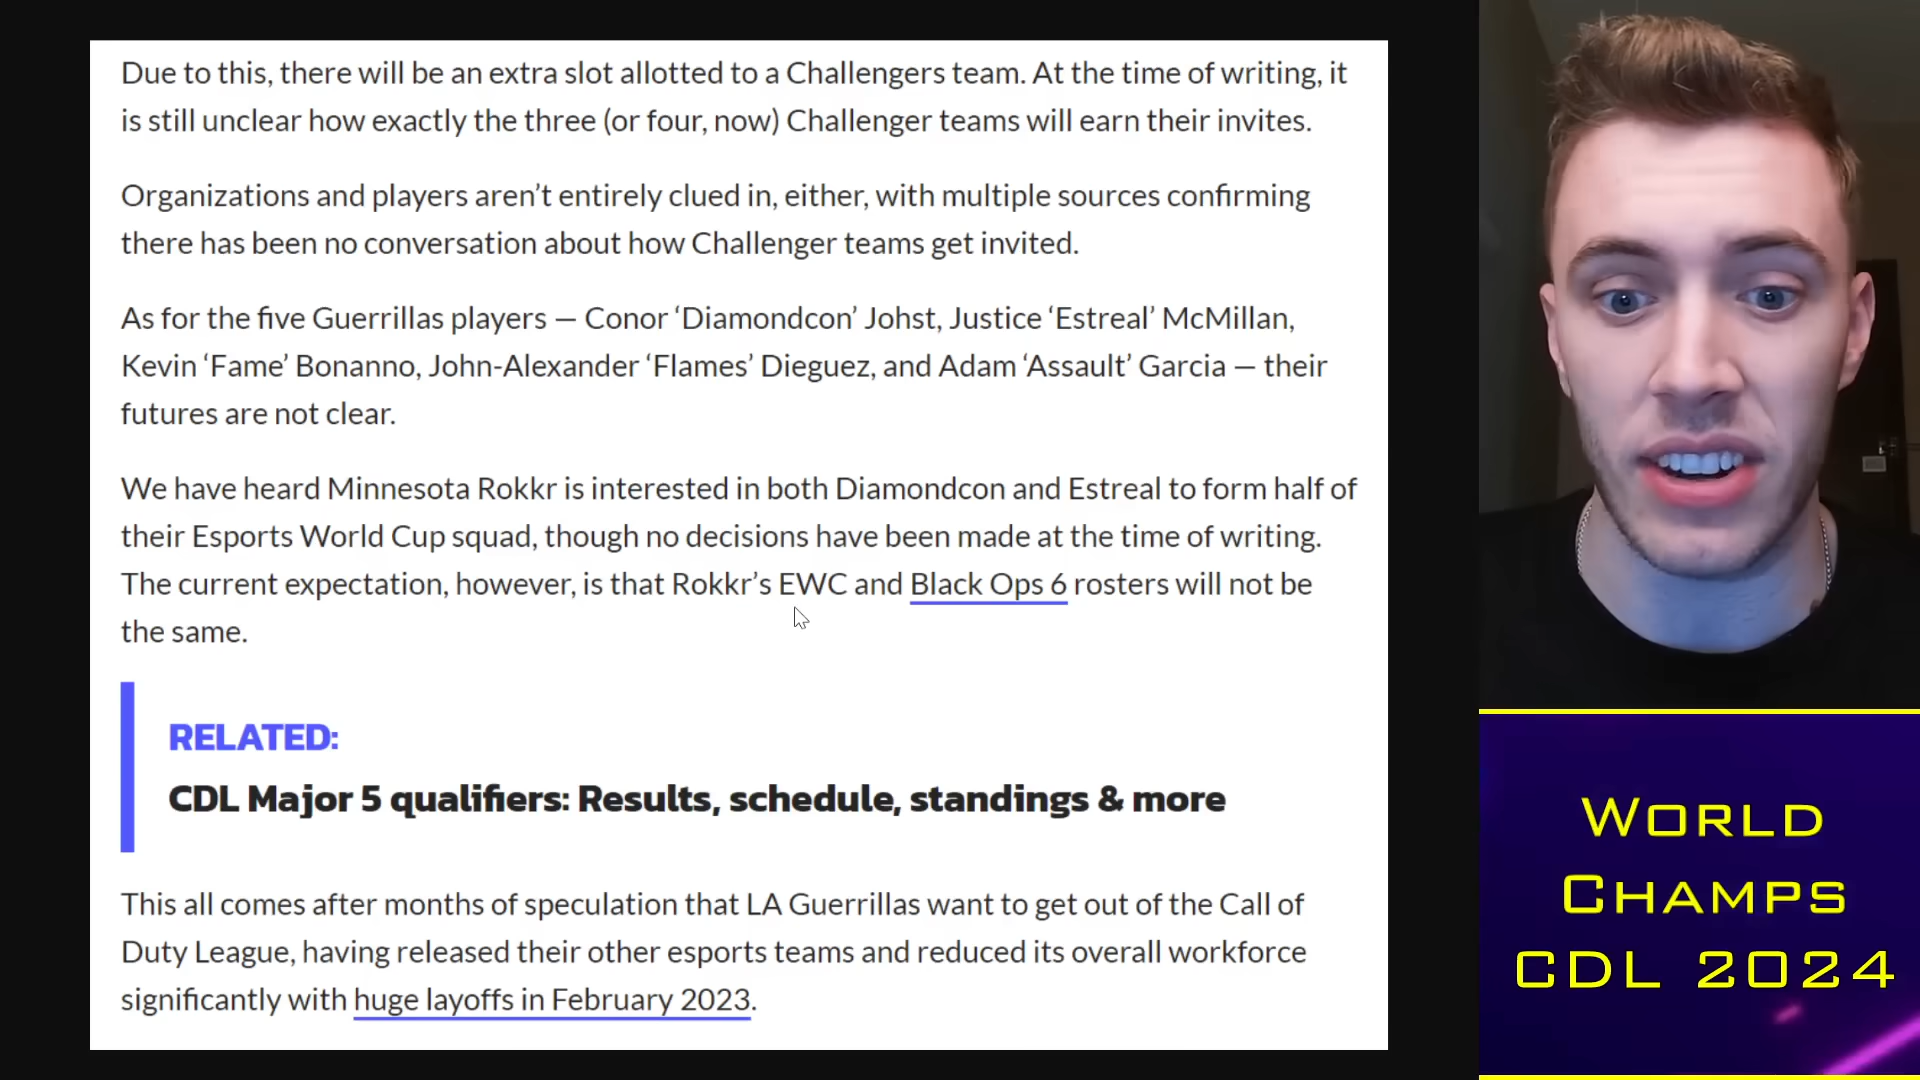 Due to this, there will be an extra slot allotted to a Challengers team. At the time of writing, it
is still unclear how exactly the three (or four, now) Challenger teams will earn their invites.
Organizations and players aren’t entirely clued in, either, with multiple sources confirming
there has been no conversation about how Challenger teams get invited.
As for the five Guerrillas players — Conor ‘Diamondcon’ Johst, Justice ‘Estreal’ McMillan,
Kevin ‘Fame’ Bonanno, John-Alexander ‘Flames’ Dieguez, and Adam ‘Assault’ Garcia — their
futures are not clear.
We have heard Minnesota Rokkr is interested in both Diamondcon and Estreal to form half of
their Esports World Cup squad, though no decisions have been made at the time of writing.
The current expectation, however, is that Rokkr’s EWC and Black Ops 6 rosters will not be
the same.
RELATED:
CDL Major 5 qualifiers: Results, schedule, standings & more
This all comes after months of speculation that LA Guerrillas want to get out of the Call of
Duty League, having released their other esports teams and reduced its overall workforce
significantly with huge layoffs in February 2023.
WORLD
CHAMPS
CDL 2024